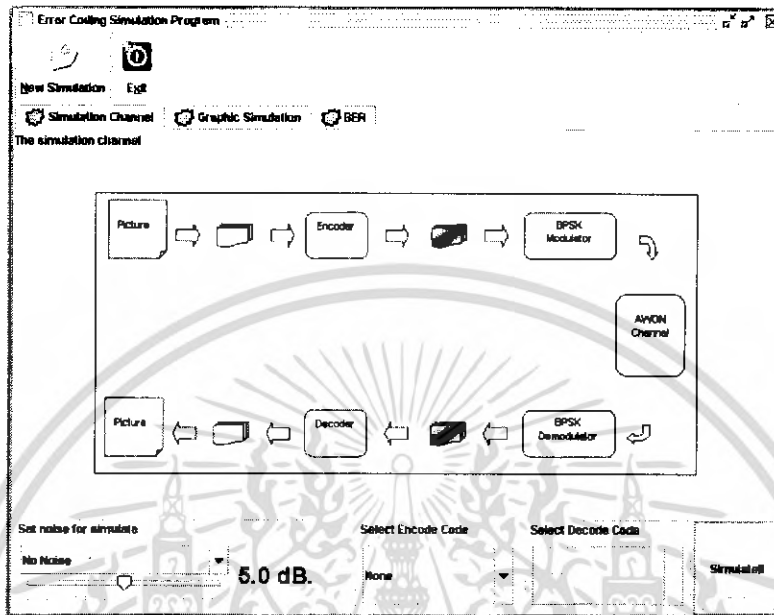 Error Coding Simulation Program
New Simulation Exit
Simulation Channel Graphic Simulation BER
The simulation channel
Picture
Encoder
BPSK
Modulator
AWGN
Channel
Picture
Decoder
BPSK
Demodulator
Set noise for simulate
Select Encode Code
Select Decode Code
No Noise
5.0 dB.
None
Simulate!!